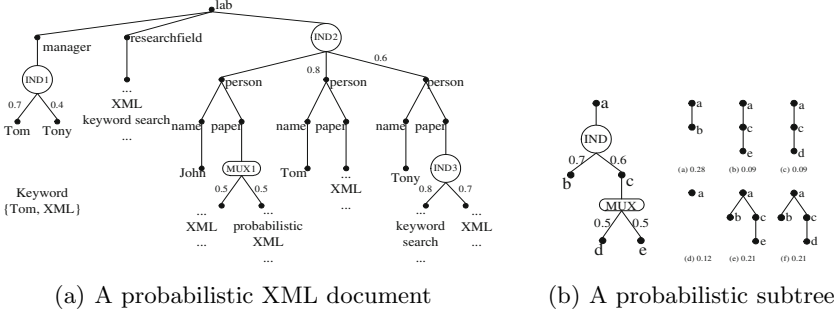 lab
manager
researchfield
IND2
IND1
0.7
0.4
Tom
Tony
...
XML
keyword search
...
0.8
0.6
person
person
person
name
paper
name
paper
name
paper
John
MUX1
Tom
...
XML
...
Tony
IND3
0.5
0.5
0.8
0.7
...
XML
...
...
probabilistic
XML
...
...
keyword
search
...
...
XML
...
Keyword
{Tom, XML}
(a) A probabilistic XML document
a
IND
0.7
0.6
b
c
MUX
0.5
0.5
d
e
a
b
(a) 0.28
a
c
e
(b) 0.09
a
c
d
(c) 0.09
a
(d) 0.12
a
b
c
e
(e) 0.21
a
b
c
d
(f) 0.21
(b) A probabilistic subtree